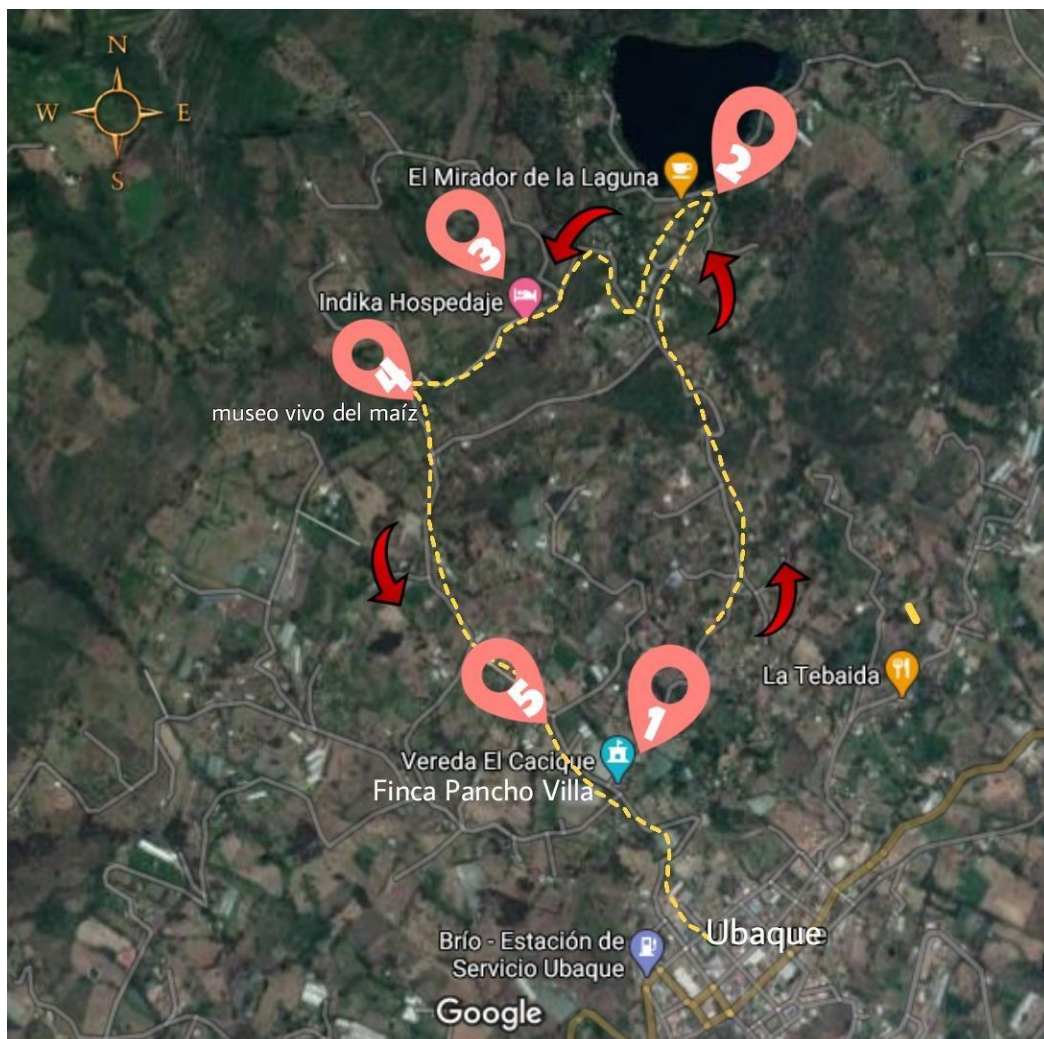 N
W E
S
2
El Mirador de la Laguna
3
Indika Hospedaje
4
museo vivo del maíz
5
1
La Tebaida
Vereda El Cacique
Finca Pancho Villa
Ubaque
Brío - Estación de
Servicio Ubaque
Google